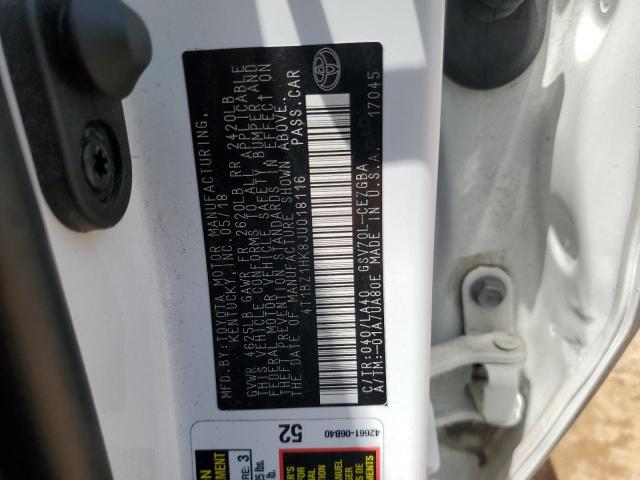 MFD.BY:TOYOTA MOTOR MANUFACTURING,
KENTUCKY, INC. 05/18
GVWR 4625LB GAWR FR 2620LB RR 2420LB
THIS VEHICLE CONFORMS TO ALL APPLICABLE
FEDERAL MOTOR VEHICLE SAFETY BUMPER AND
THEFT PREVENTION STANDARDS IN EFFECT ON
THE DATE OF MANUFACTURE SHOWN ABOVE.
4T1BZ1HK8JU018116 PASS.CAR
C/TR:040/LA40 GSV70L-CEZGBA
A/TM:-01A/UA80E MADE IN U.S.A. 17045
52
42661-06B40